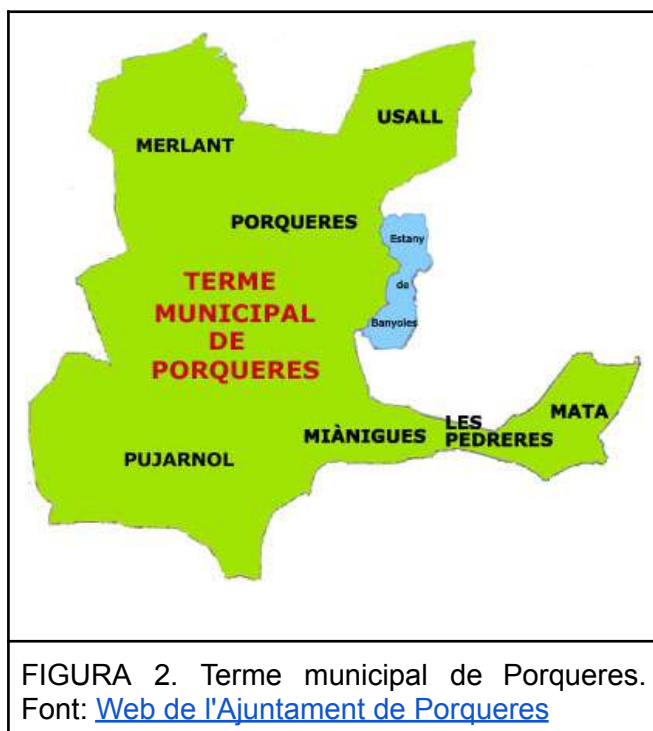 USALL
MERLANT
PORQUERES
Estany
de
Banyoles
TERME
MUNICIPAL
DE
PORQUERES
MATA
LES
PEDRERES
MIÀNIGUES
PUJARNOL
FIGURA 2. Terme municipal de Porqueres.
Font: Web de l'Ajuntament de Porqueres